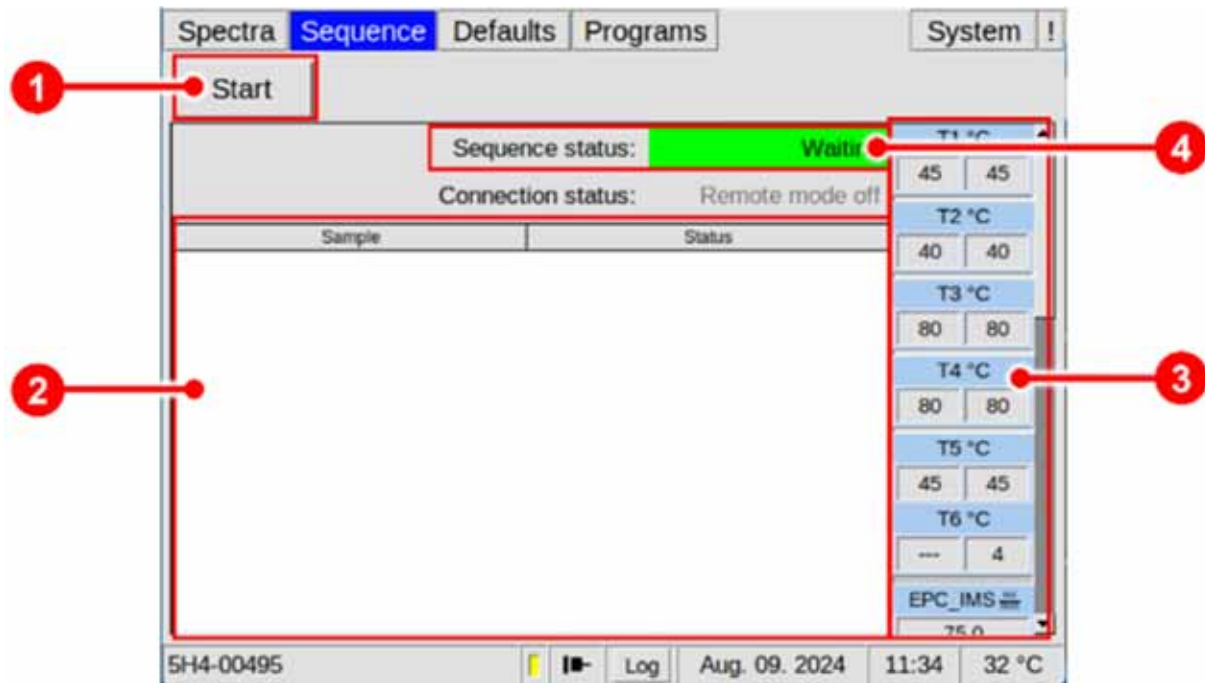 Spectra Sequence Defaults Programs System !
1 Start
Sequence status: 4
Connection status: Remote mode off
Sample Status
45 45
T2 °C
40 40
T3 °C
80 80
2 T4 °C 3
80 80
T5 °C
45 45
T6 °C
--- 4
EPC_IMS
5H4-00495 Log Aug. 09. 2024 11:34 32 °C